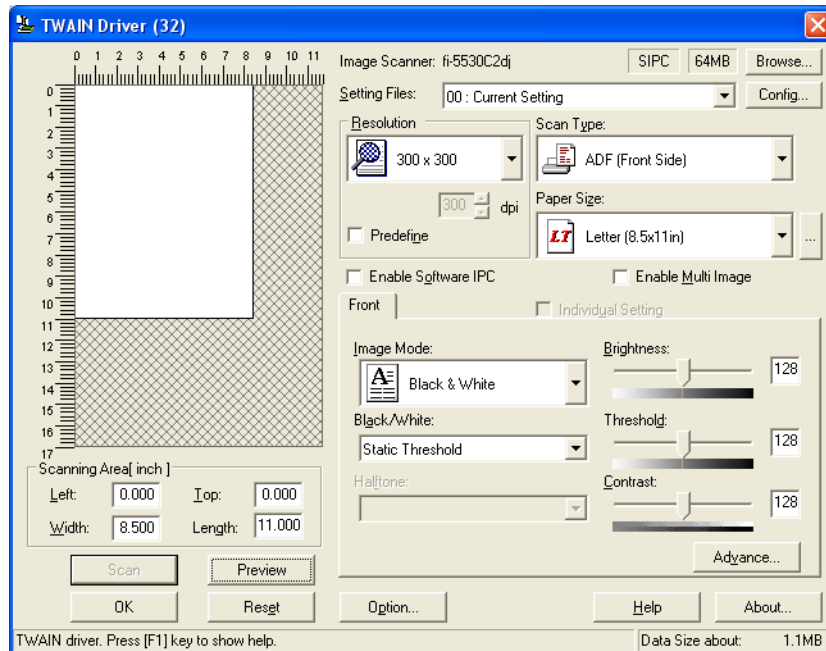 TWAIN Driver (32)
0 1 2 3 4 5 6 7 8 9 10 11
0
1
2
3
4
5
6
7
8
9
10
11
12
13
14
15
16
17
Image Scanner: fi-5530C2dj SIPC 64MB Browse...
Setting Files: 00 : Current Setting Config...
Resolution
300 x 300
300 dpi
Predefine
Scan Type:
ADF (Front Side)
Paper Size:
LT Letter (8.5x11in) ...
Enable Software IPC Enable Multi Image
Front Individual Setting
Image Mode:
A Black & White
Black/White:
Static Threshold
Halftone:
Brightness:
128
Threshold:
128
Contrast:
128
Advance...
Scanning Area[ inch ]
Left: 0.000 Top: 0.000
Width: 8.500 Length: 11.000
Scan Preview
OK Reset Option... Help About...
TWAIN driver. Press [F1] key to show help. Data Size about: 1.1MB